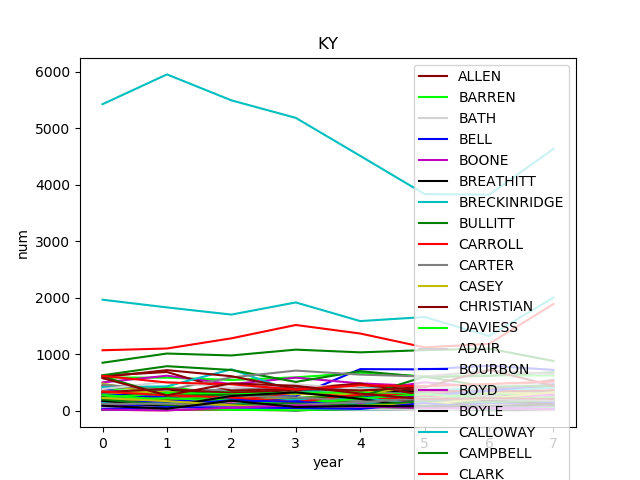 KY
6000
5000
4000
3000
2000
1000
0
num
0 1 2 3 4 5 6 7
year
ALLEN
BARREN
BATH
BELL
BOONE
BREATHITT
BRECKINRIDGE
BULLITT
CARROLL
CARTER
CASEY
CHRISTIAN
DAVIESS
ADAIR
BOURBON
BOYD
BOYLE
CALLOWAY
CAMPBELL
CLARK